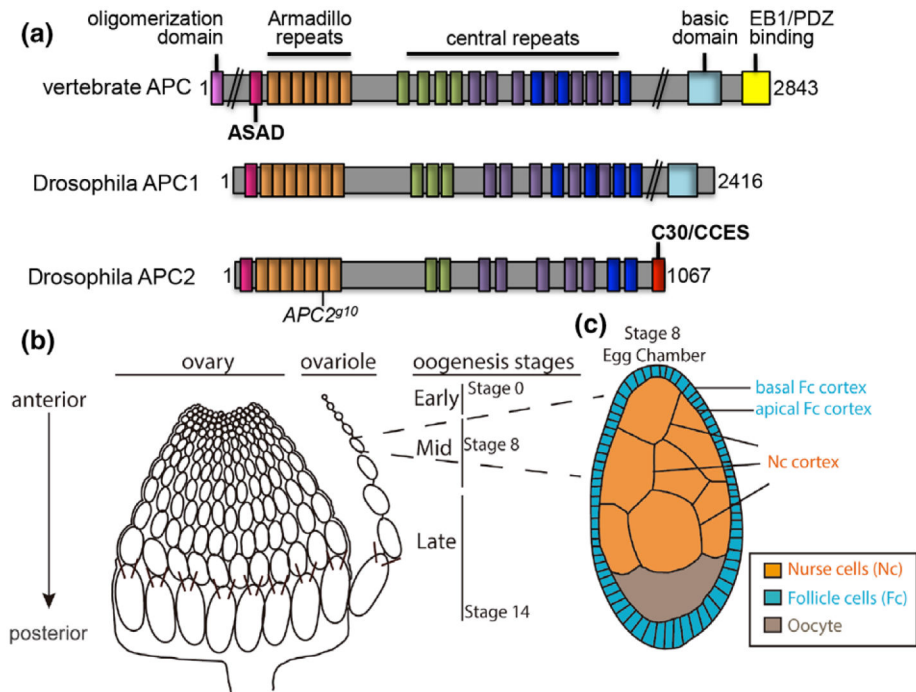 (a)
oligomerization
domain
Armadillo
repeats
central repeats
basic
domain
EB1/PDZ
binding
vertebrate APC 1
2843
ASAD
Drosophila APC1 1
2416
C30/CCES
Drosophila APC2 1
1067
APC2g10
(b)
ovary
ovariole
oogenesis stages
anterior
posterior
Early
Stage 0
Mid
Stage 8
Late
Stage 14
(c)
Stage 8
Egg Chamber
basal Fc cortex
apical Fc cortex
Nc cortex
Nurse cells (Nc)
Follicle cells (Fc)
Oocyte